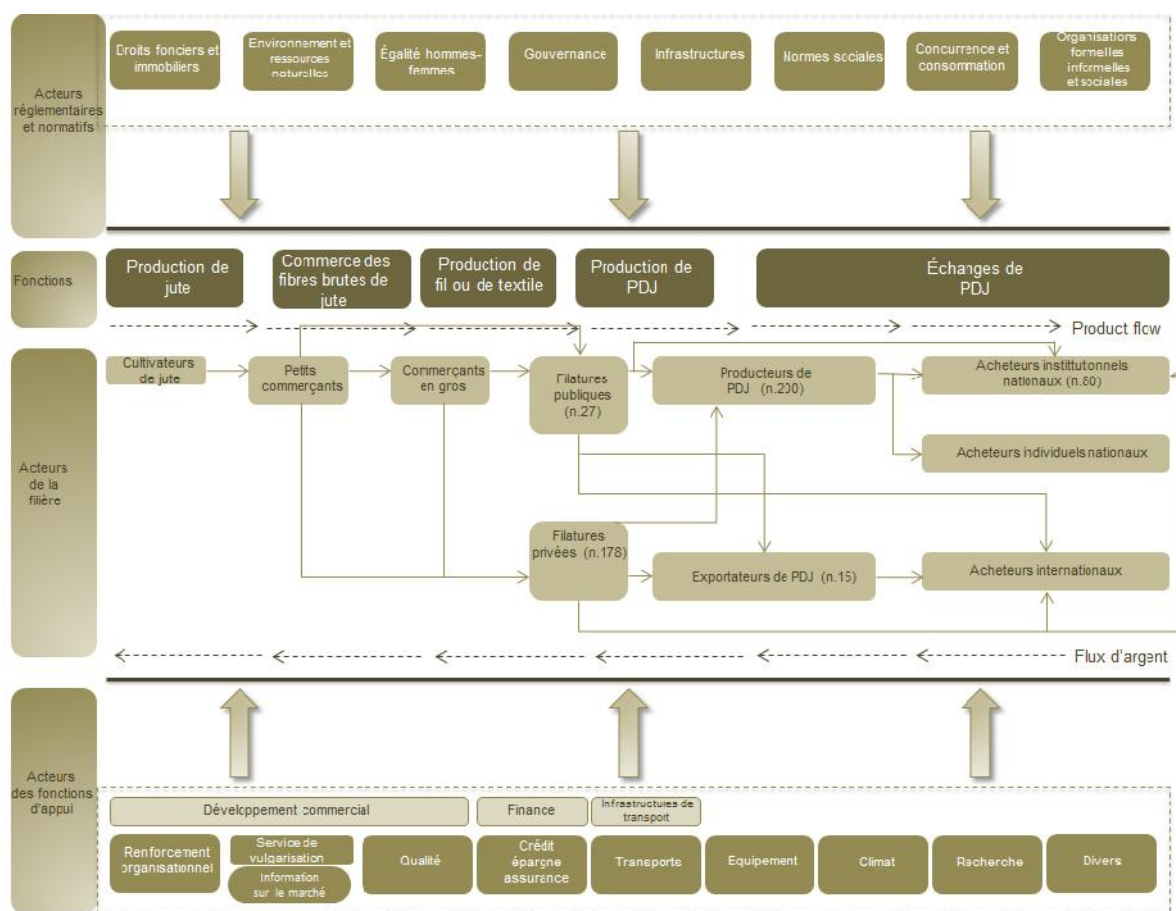 Acteurs
réglementaires
et normatifs
Droits fonciers et
immobiliers
Environnement et
ressources
naturelles
Égalité hommes-
femmes
Gouvernance
Infrastructures
Normes sociales
Concurrence et
consommation
Organisations
formelles
informelles
et sociales
Fonctions
Production de
jute
Commerce des
fibres brutes de
jute
Production de
fil ou de textile
Production de
PDJ
Échanges de
PDJ
Product flow
Acteurs
de la
filière
Cultivateurs
de jute
Petits
commerçants
Commerçants
en gros
Filatures
publiques
(n.27)
Producteurs de
PDJ (n.200)
Acheteurs institutonnels
nationaux (n.60)
Acheteurs individuels nationaux
Filatures
privées (n.178)
Exportateurs de PDJ (n.15)
Acheteurs internationaux
Flux d'argent
Acteurs
des fonctions
d'appui
Développement commercial
Finance
Infrastructures de
transport
Renforcement
organisationnel
Service de
vulgarisation
Information
sur le marché
Qualité
Crédit
épargne
assurance
Transports
Equipement
Climat
Recherche
Divers